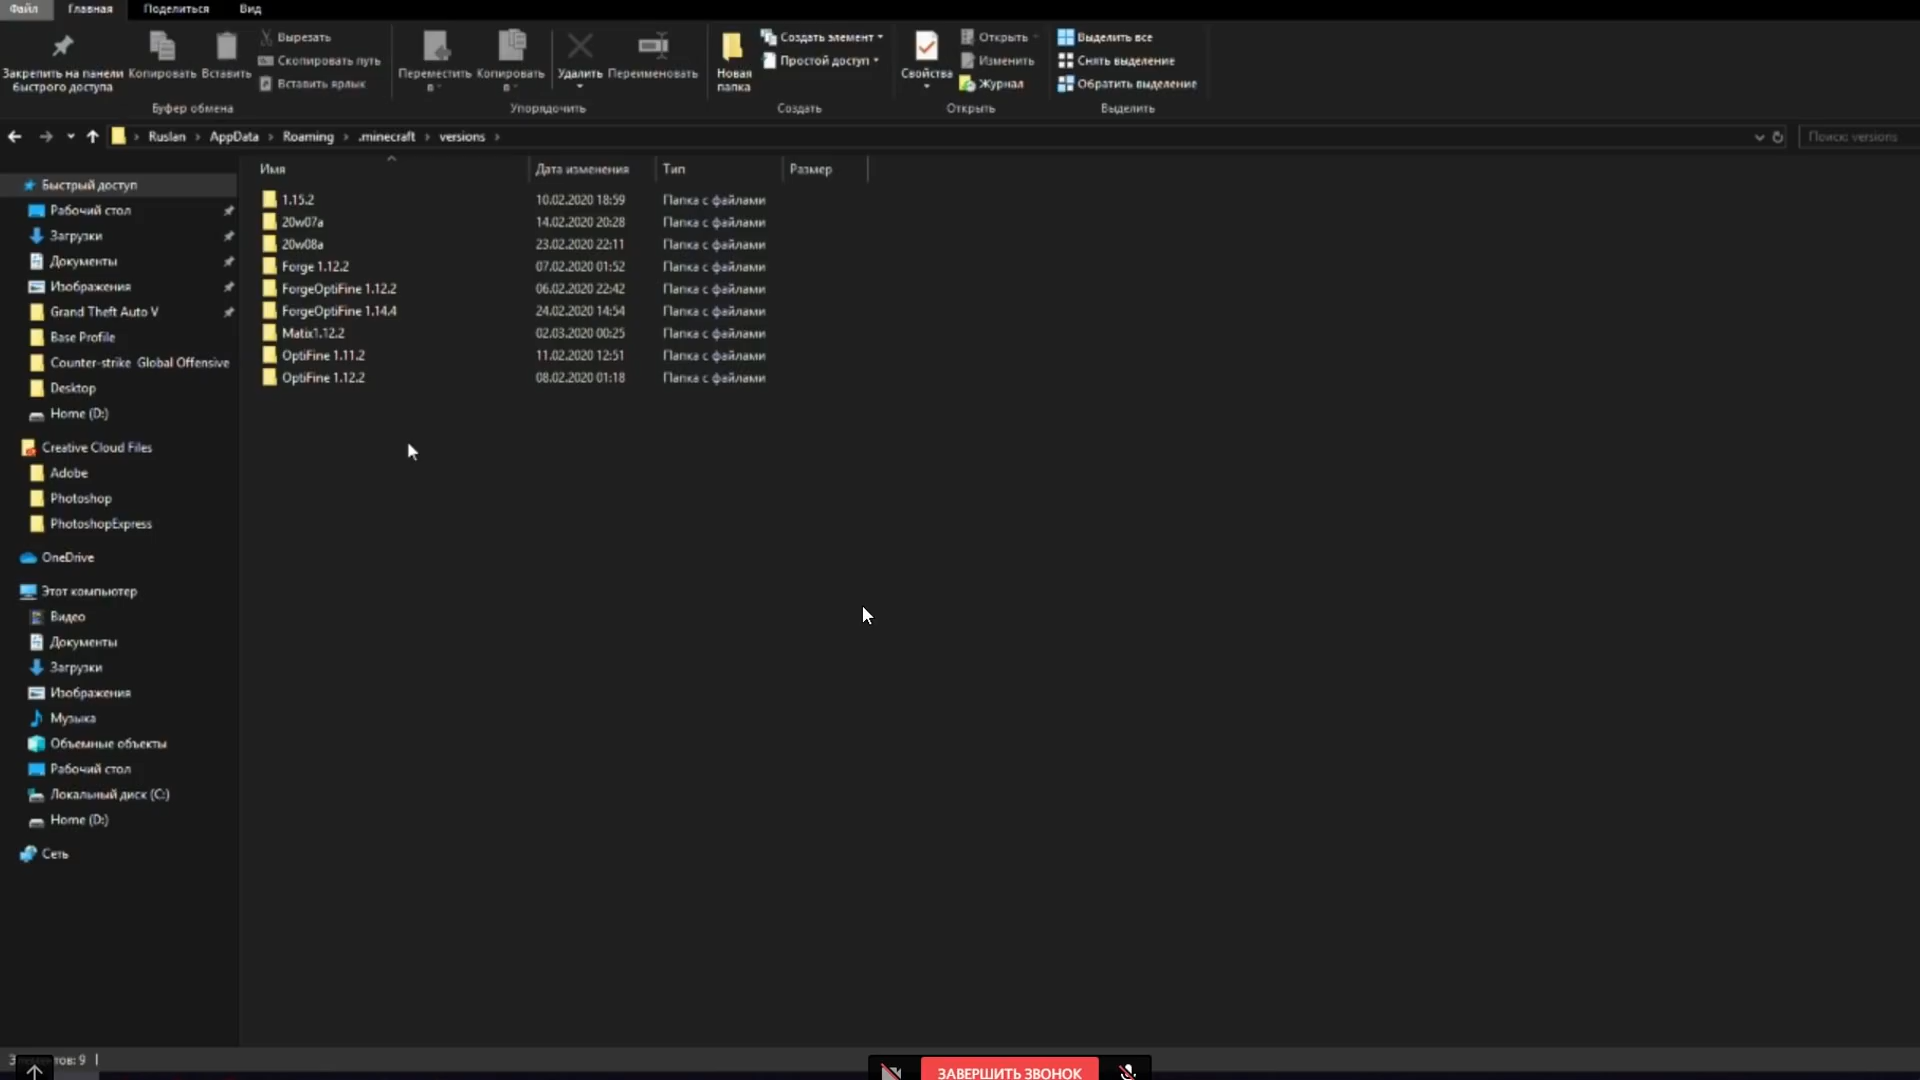 Файл Главная Поделиться Вид
Закрепить на панели быстрого доступа
Копировать
Вставить
Вырезать
Скопировать путь
Вставить ярлык
Буфер обмена
Переместить в
Копировать в
Удалить
Переименовать
Упорядочить
Новая папка
Создать элемент
Простой доступ
Создать
Свойства
Открыть
Изменить
Журнал
Открыть
Выделить все
Снять выделение
Обратить выделение
Выделить
Ruslan › AppData › Roaming › .minecraft › versions ›
Поиск: versions
Быстрый доступ
Рабочий стол
Загрузки
Документы
Изображения
Grand Theft Auto V
Base Profile
Counter-strike Global Offensive
Desktop
Home (D:)
Creative Cloud Files
Adobe
Photoshop
PhotoshopExpress
OneDrive
Этот компьютер
Видео
Документы
Загрузки
Изображения
Музыка
Объемные объекты
Рабочий стол
Локальный диск (C:)
Home (D:)
Сеть
Имя Дата изменения Тип Размер
1.15.2 10.02.2020 18:59 Папка с файлами
20w07a 14.02.2020 20:28 Папка с файлами
20w08a 23.02.2020 22:11 Папка с файлами
Forge 1.12.2 07.02.2020 01:52 Папка с файлами
ForgeOptiFine 1.12.2 06.02.2020 22:42 Папка с файлами
ForgeOptiFine 1.14.4 24.02.2020 14:54 Папка с файлами
Matix1.12.2 02.03.2020 00:25 Папка с файлами
OptiFine 1.11.2 11.02.2020 12:51 Папка с файлами
OptiFine 1.12.2 08.02.2020 01:18 Папка с файлами
9
ЗАВЕРШИТЬ ЗВОНОК